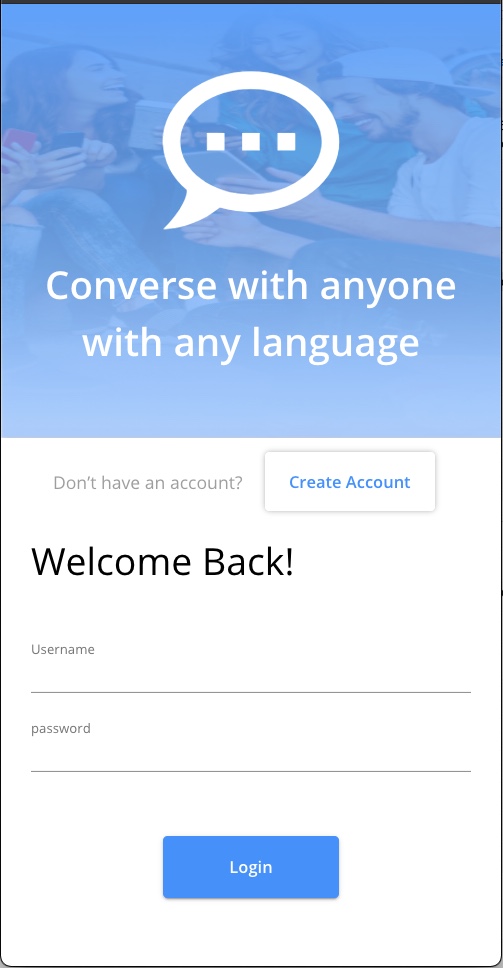 Converse with anyone
with any language
Don’t have an account? Create Account
Welcome Back!
Username
password
Login